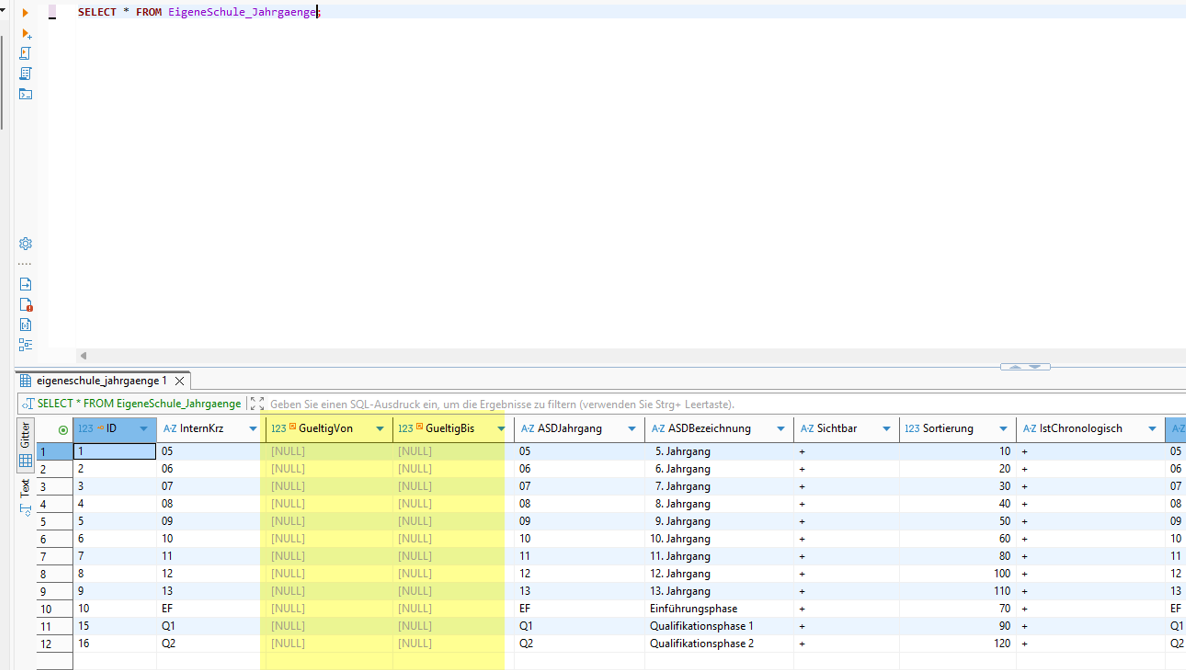 SELECT * FROM EigeneSchule_Jahrgaenge;
eigeneschule_jahrgaenge 1
SELECT * FROM EigeneSchule_Jahrgaenge Geben Sie einen SQL-Ausdruck ein, um die Ergebnisse zu filtern (verwenden Sie Strg+ Leertaste).
Gitter
Text
123 ID A-Z InternKrz 123 GueltigVon 123 GueltigBis A-Z ASDJahrgang A-Z ASDBezeichnung A-Z Sichtbar 123 Sortierung A-Z IstChronologisch A-Z
1 1 05 [NULL] [NULL] 05 5. Jahrgang + 10 + 05
2 2 06 [NULL] [NULL] 06 6. Jahrgang + 20 + 06
3 3 07 [NULL] [NULL] 07 7. Jahrgang + 30 + 07
4 4 08 [NULL] [NULL] 08 8. Jahrgang + 40 + 08
5 5 09 [NULL] [NULL] 09 9. Jahrgang + 50 + 09
6 6 10 [NULL] [NULL] 10 10. Jahrgang + 60 + 10
7 7 11 [NULL] [NULL] 11 11. Jahrgang + 80 + 11
8 8 12 [NULL] [NULL] 12 12. Jahrgang + 100 + 12
9 9 13 [NULL] [NULL] 13 13. Jahrgang + 110 + 13
10 10 EF [NULL] [NULL] EF Einführungsphase + 70 + EF
11 15 Q1 [NULL] [NULL] Q1 Qualifikationsphase 1 + 90 + Q1
12 16 Q2 [NULL] [NULL] Q2 Qualifikationsphase 2 + 120 + Q2